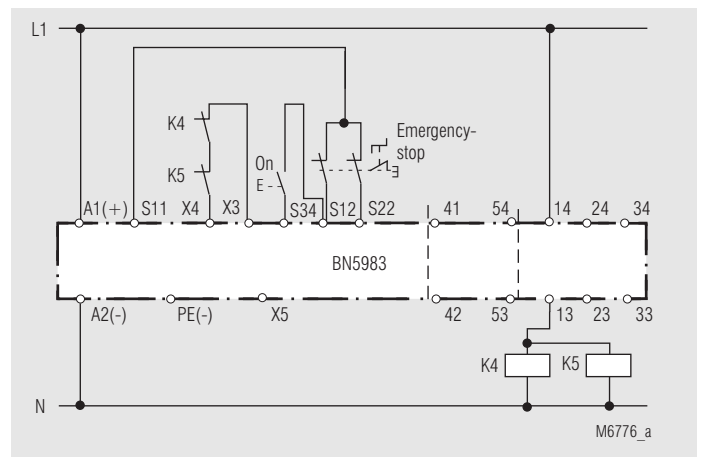 L1
K4
K5
On
E
Emergency-
stop
A1(+) S11 X4 X3 S34 S12 S22 41 54 14 24 34
BN5983
A2(-) PE(-) X5 42 53 13 23 33
K4 K5
N
M6776_a